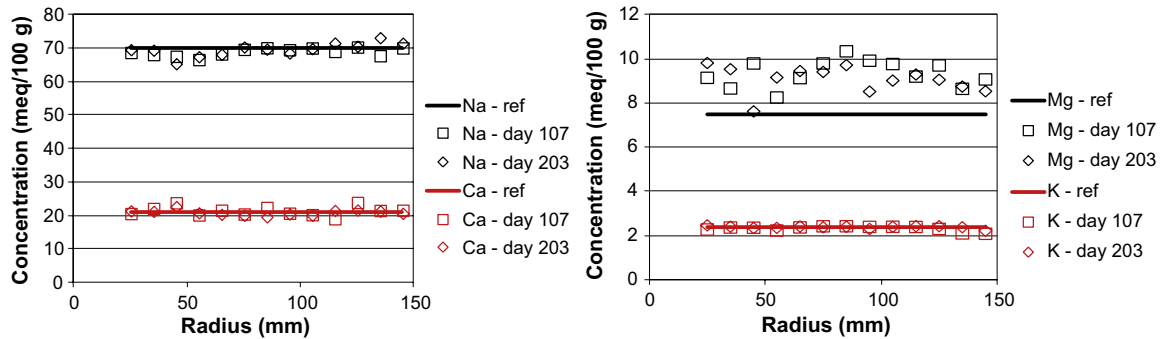 80
70
60
50
40
30
20
10
0
0
50
100
150
Concentration (meq/100 g)
Radius (mm)
Na - ref
Na - day 107
Na - day 203
Ca - ref
Ca - day 107
Ca - day 203
12
10
8
6
4
2
0
0
50
100
150
Concentration (meq/100 g)
Radius (mm)
Mg - ref
Mg - day 107
Mg - day 203
K - ref
K - day 107
K - day 203